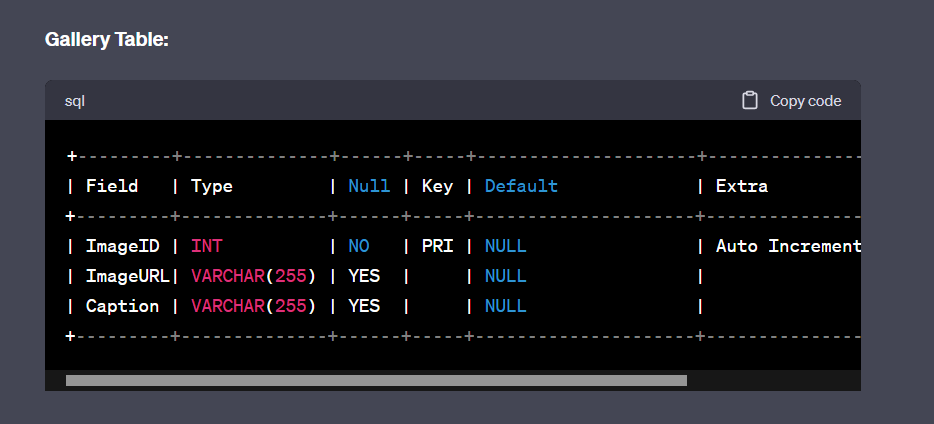 Gallery Table:
sql Copy code
+---------+--------------+------+-----+---------------------+---------------
| Field   | Type         | Null | Key | Default             | Extra
+---------+--------------+------+-----+---------------------+---------------
| ImageID | INT          | NO   | PRI | NULL                | Auto Increment
| ImageURL| VARCHAR(255) | YES  |     | NULL                |
| Caption | VARCHAR(255) | YES  |     | NULL                |
+---------+--------------+------+-----+---------------------+---------------